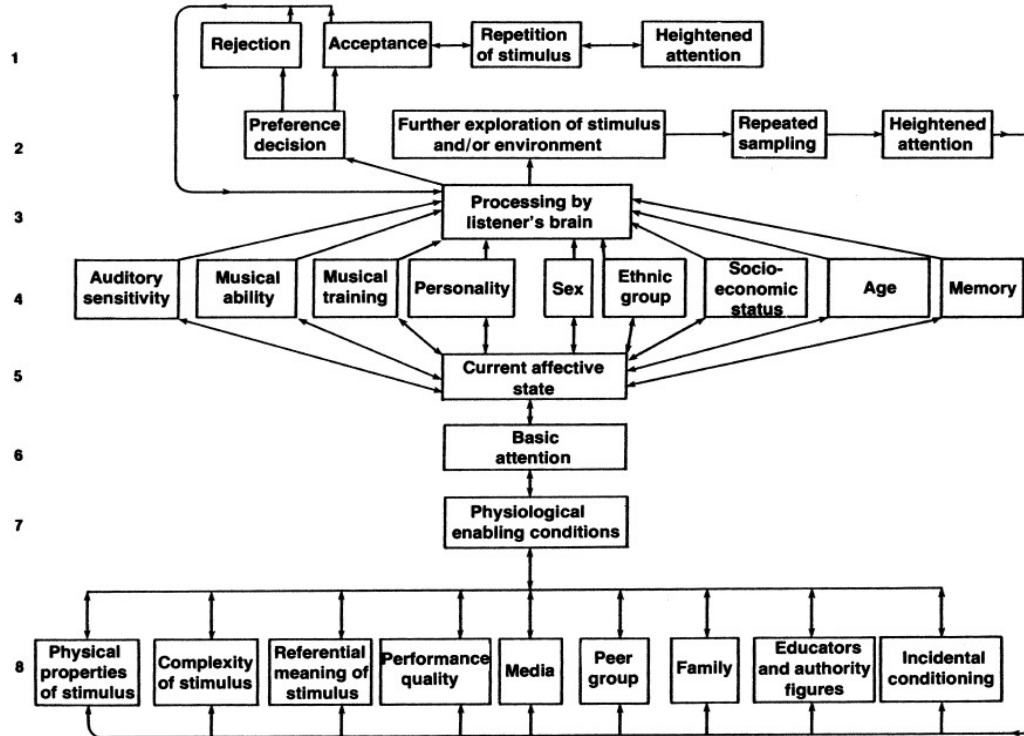 1
Rejection
Acceptance
Repetition
of stimulus
Heightened
attention
2
Preference
decision
Further exploration of stimulus
and/or environment
Repeated
sampling
Heightened
attention
3
Processing by
listener's brain
4
Auditory
sensitivity
Musical
ability
Musical
training
Personality
Sex
Ethnic
group
Socio-
economic
status
Age
Memory
5
Current affective
state
6
Basic
attention
7
Physiological
enabling conditions
8
Physical
properties
of stimulus
Complexity
of stimulus
Referential
meaning of
stimulus
Performance
quality
Media
Peer
group
Family
Educators
and authority
figures
Incidental
conditioning